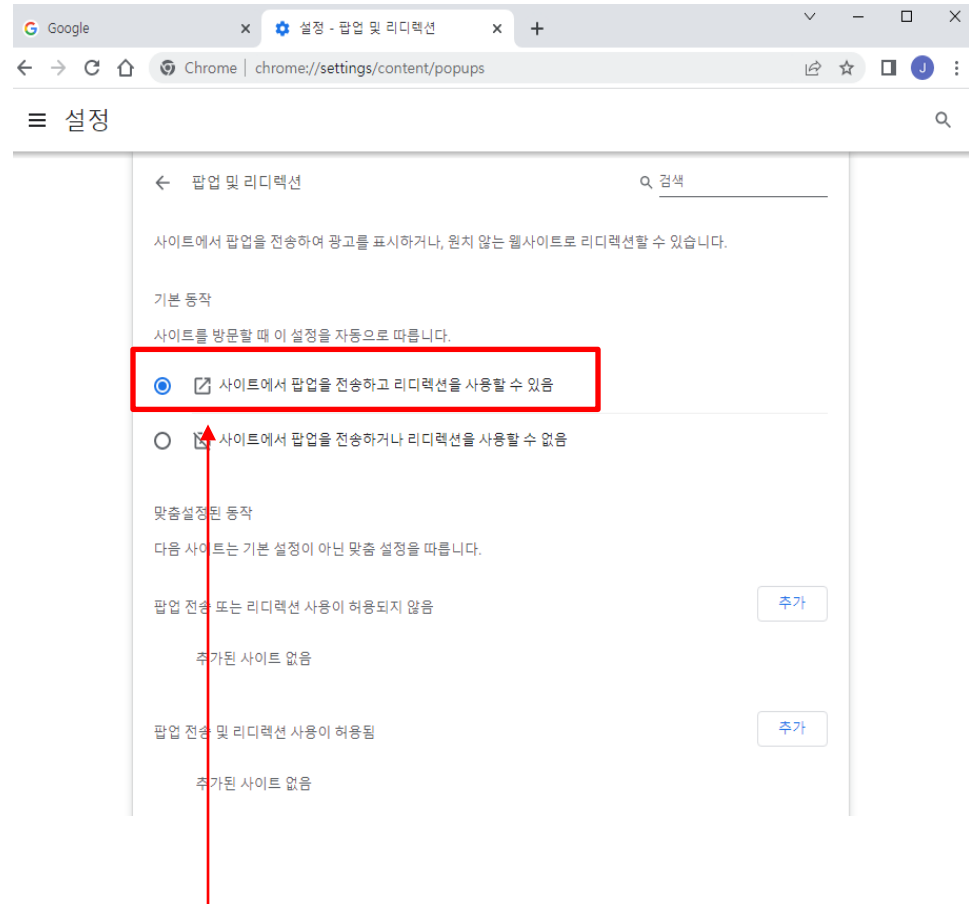 Google
설정 - 팝업 및 리디렉션
Chrome | chrome://settings/content/popups
J
설정
팝업 및 리디렉션
검색
사이트에서 팝업을 전송하여 광고를 표시하거나, 원치 않는 웹사이트로 리디렉션할 수 있습니다.
기본 동작
사이트를 방문할 때 이 설정을 자동으로 따릅니다.
사이트에서 팝업을 전송하고 리디렉션을 사용할 수 있음
사이트에서 팝업을 전송하거나 리디렉션을 사용할 수 없음
맞춤설정된 동작
다음 사이트는 기본 설정이 아닌 맞춤 설정을 따릅니다.
팝업 전송 또는 리디렉션 사용이 허용되지 않음
추가
추가된 사이트 없음
팝업 전송 및 리디렉션 사용이 허용됨
추가
추가된 사이트 없음